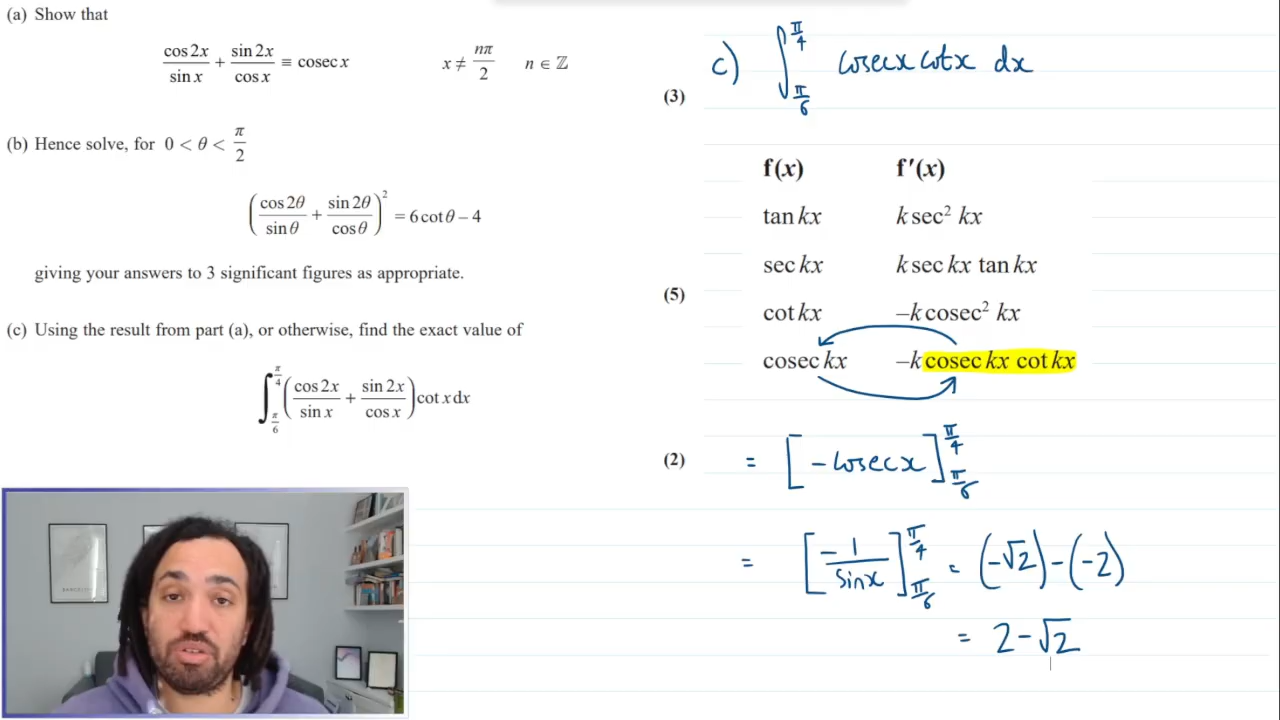 (a) Show that
cos 2x / sin x + sin 2x / cos x ≡ cosec x    x ≠ nπ/2    n ∈ ℤ
(3)
(b) Hence solve, for 0 < θ < π/2
(cos 2θ / sin θ + sin 2θ / cos θ)² = 6 cot θ – 4
giving your answers to 3 significant figures as appropriate.
(5)
(c) Using the result from part (a), or otherwise, find the exact value of
∫_{π/6}^{π/4} (cos 2x / sin x + sin 2x / cos x) cot x dx
(2)
c) ∫_{π/6}^{π/4} cosecx cotx dx
f(x)    f′(x)
tan kx    k sec² kx
sec kx    k sec kx tan kx
cot kx    –k cosec² kx
cosec kx    –k cosec kx cot kx
= [-cosecx]_{π/6}^{π/4}
= [-1/sinx]_{π/6}^{π/4} = (-√2)-(-2)
= 2-√2